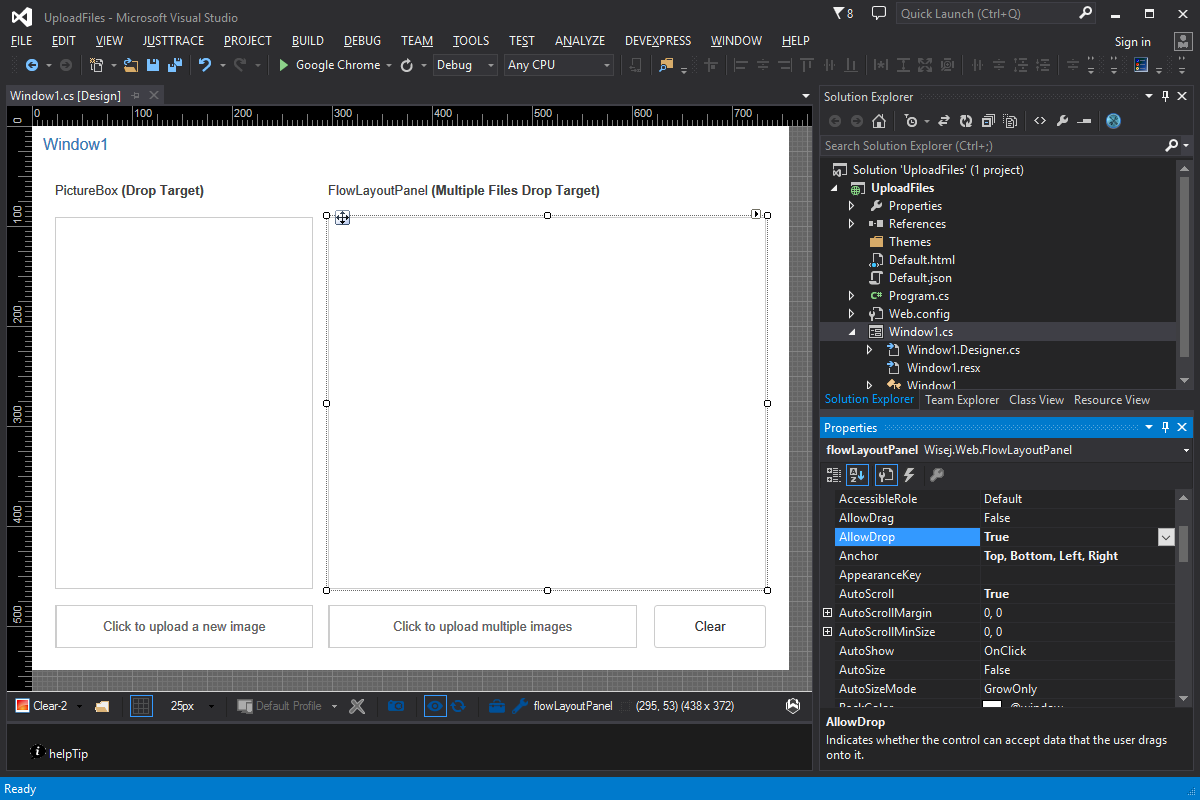 UploadFiles - Microsoft Visual Studio
8
Quick Launch (Ctrl+Q)
FILE EDIT VIEW JUSTTRACE PROJECT BUILD DEBUG TEAM TOOLS TEST ANALYZE DEVEXPRESS WINDOW HELP
Sign in
Google Chrome Debug Any CPU
Window1.cs [Design]
0 100 200 300 400 500 600 700
0
100
200
300
400
500
Window1
PictureBox (Drop Target)
FlowLayoutPanel (Multiple Files Drop Target)
Click to upload a new image
Click to upload multiple images
Clear
Clear-2 25px Default Profile flowLayoutPanel (295, 53) (438 x 372)
helpTip
Solution Explorer
Search Solution Explorer (Ctrl+;)
Solution 'UploadFiles' (1 project)
UploadFiles
Properties
References
Themes
Default.html
Default.json
C# Program.cs
Web.config
Window1.cs
Window1.Designer.cs
Window1.resx
Window1
Solution Explorer Team Explorer Class View Resource View
Properties
flowLayoutPanel Wisej.Web.FlowLayoutPanel
AccessibleRole Default
AllowDrag False
AllowDrop True
Anchor Top, Bottom, Left, Right
AppearanceKey
AutoScroll True
AutoScrollMargin 0, 0
AutoScrollMinSize 0, 0
AutoShow OnClick
AutoSize False
AutoSizeMode GrowOnly
BackColor @window
AllowDrop
Indicates whether the control can accept data that the user drags
onto it.
Ready